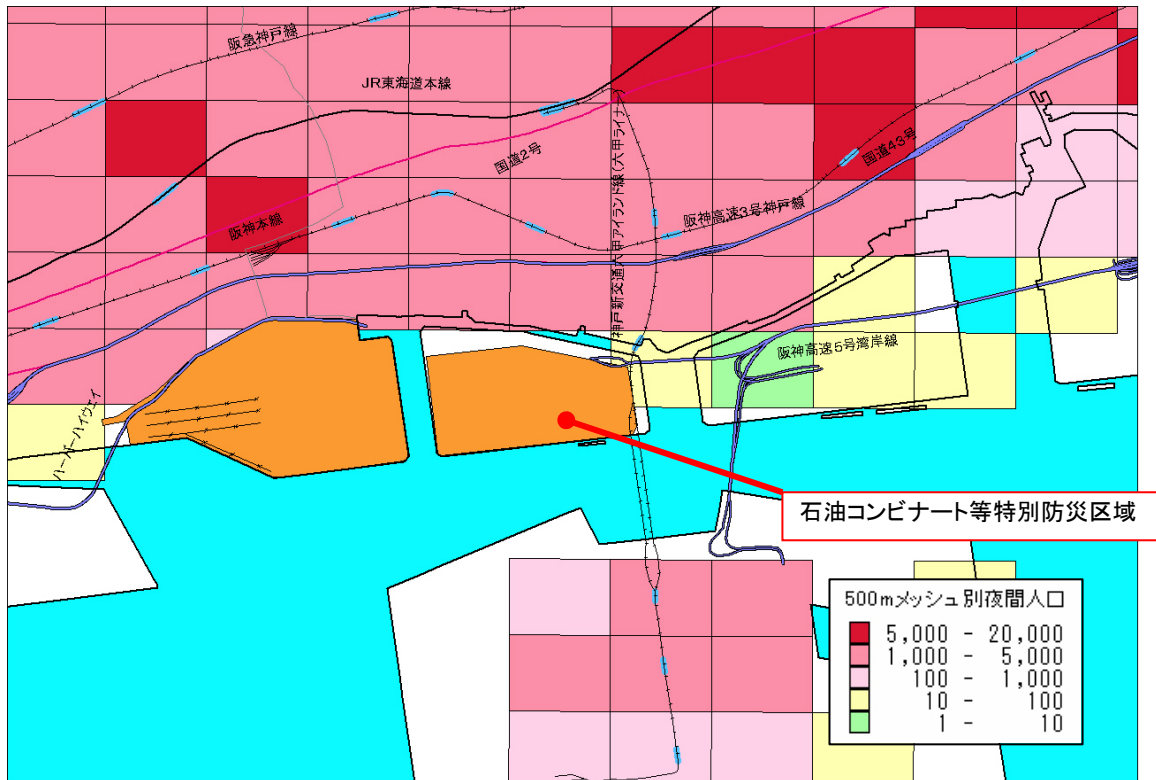 阪急神戸線
JR東海道本線
国道2号
神戸新交通六甲アイランド線(六甲ライナー)
国道43号
阪神本線
阪神高速3号神戸線
阪神高速5号湾岸線
ハーバーハイウェイ
石油コンビナート等特別防災区域
500mメッシュ別夜間人口
5,000 - 20,000
1,000 - 5,000
100 - 1,000
10 - 100
1 - 10